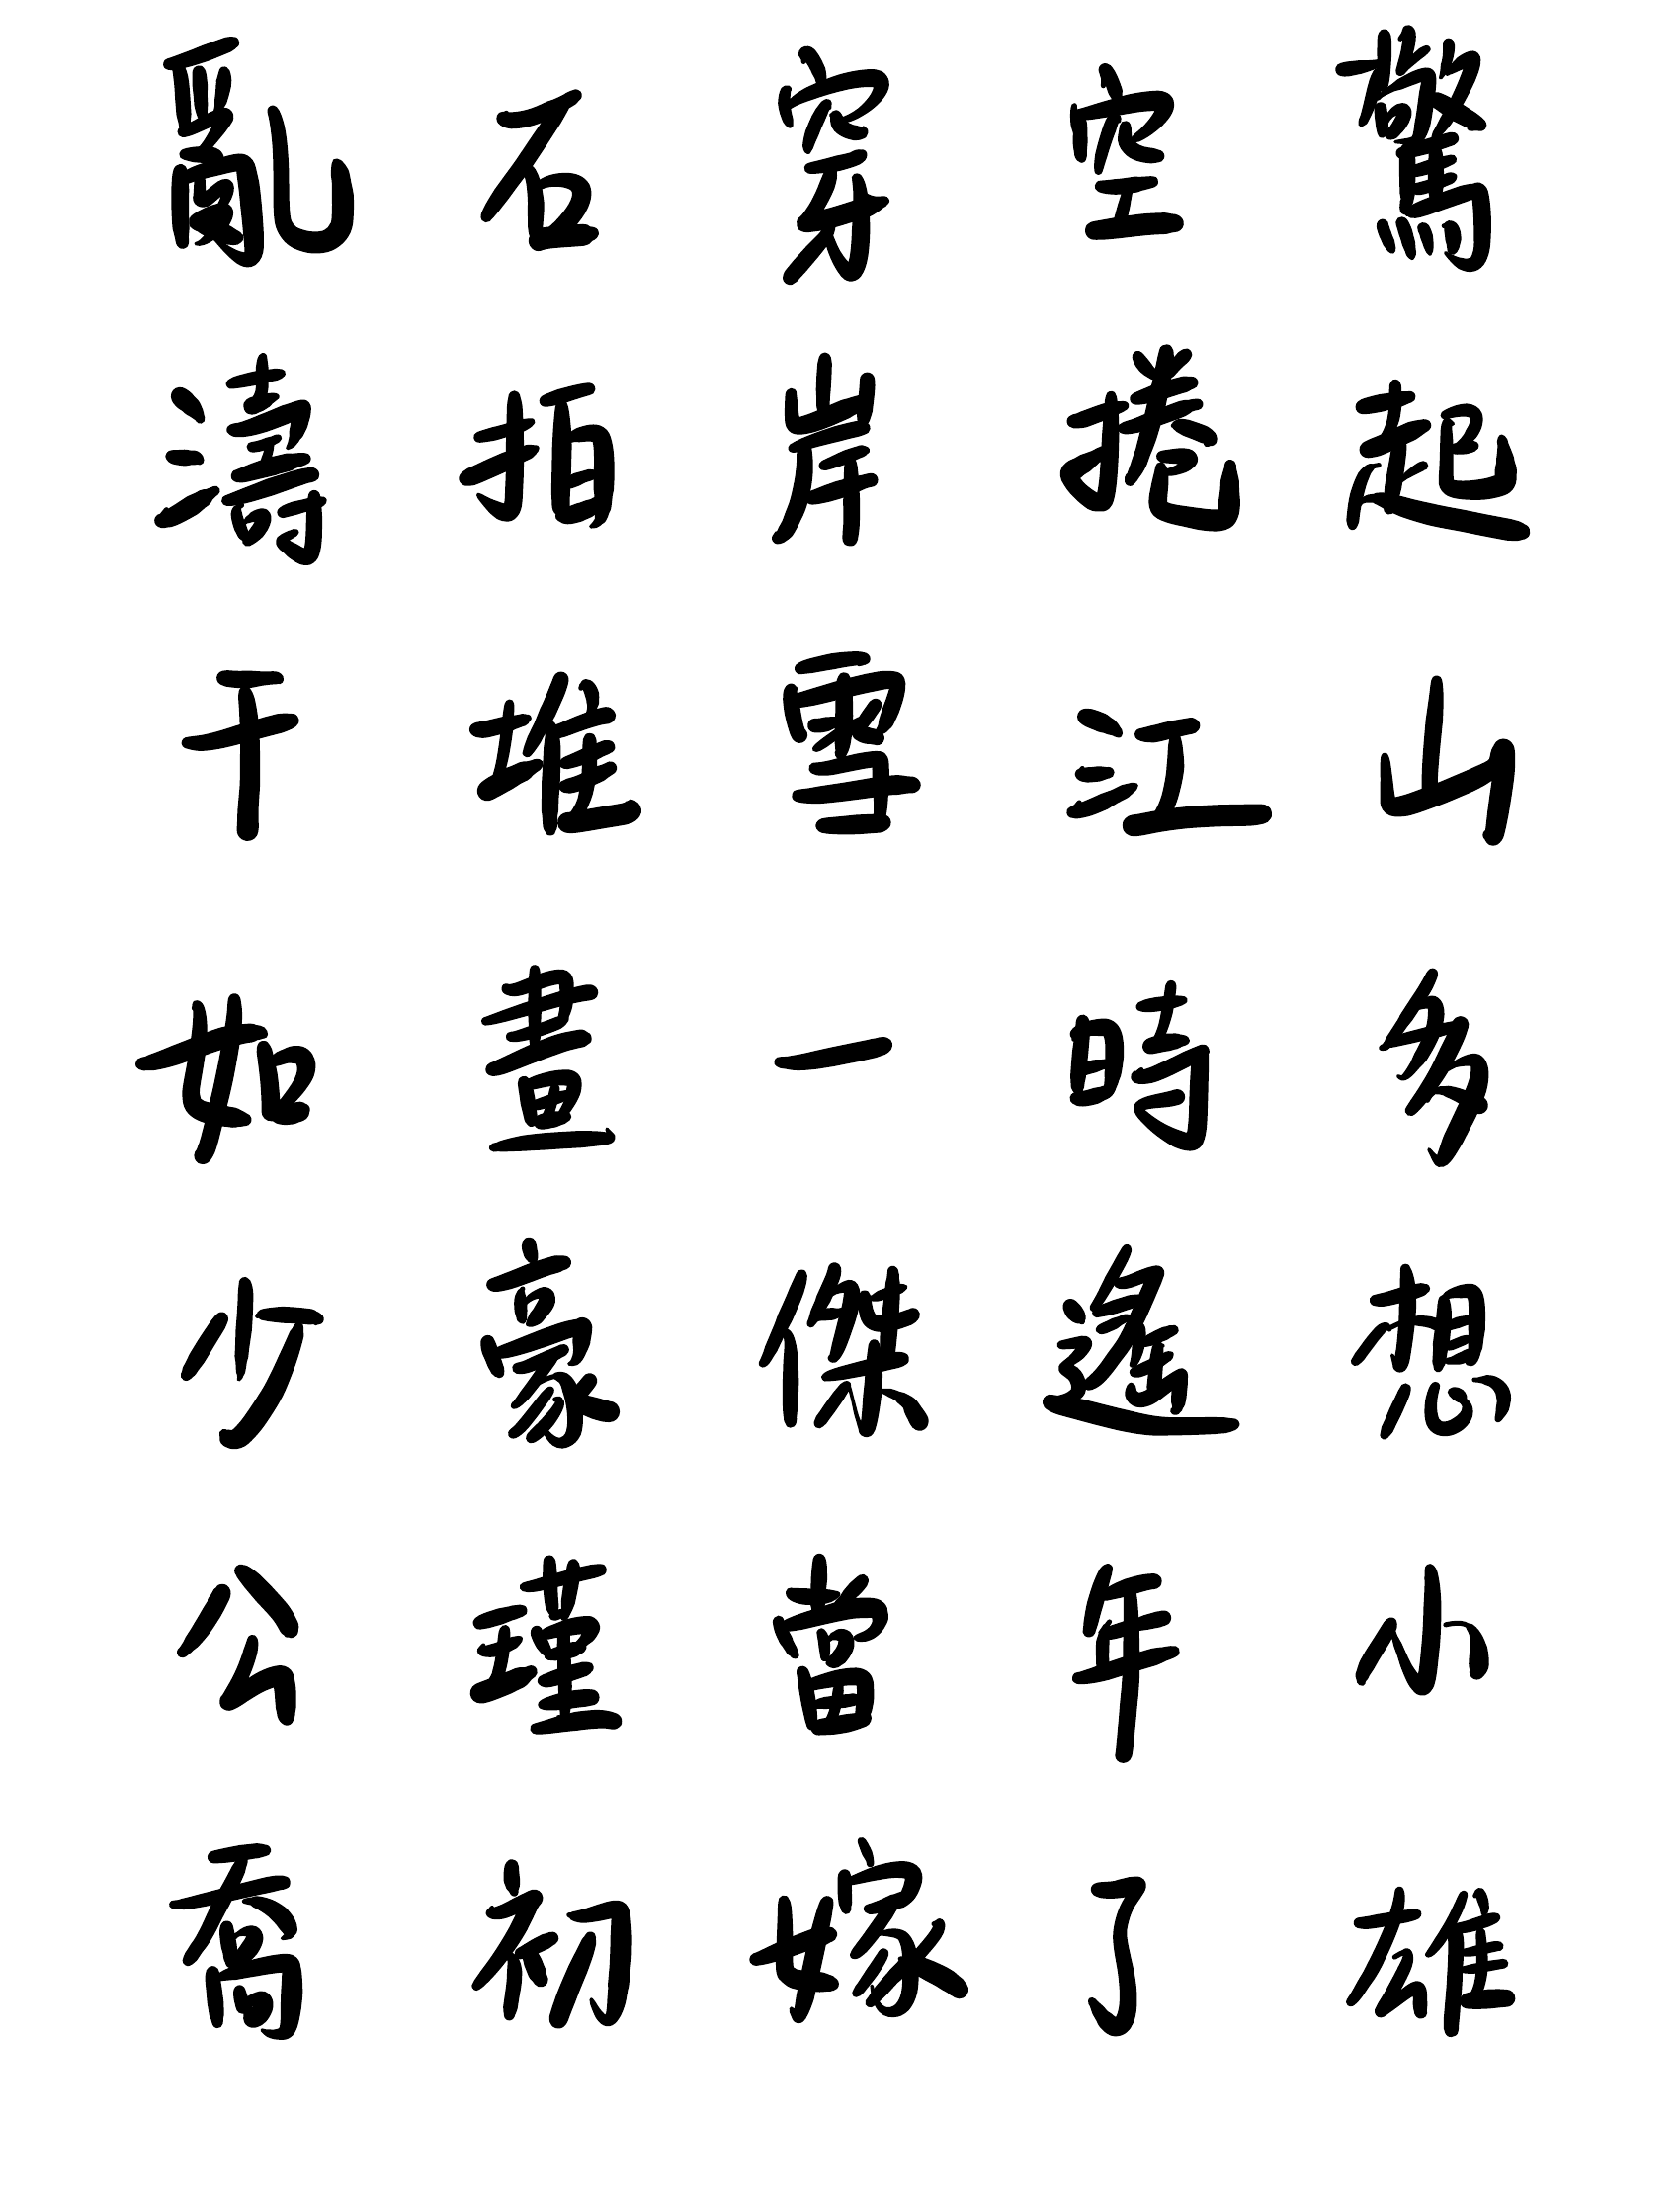 亂石穿空驚
濤拍岸捲起
干堆雪江山
如畫一時多
少豪傑遙想
公瑾當年小
喬初嫁了雄